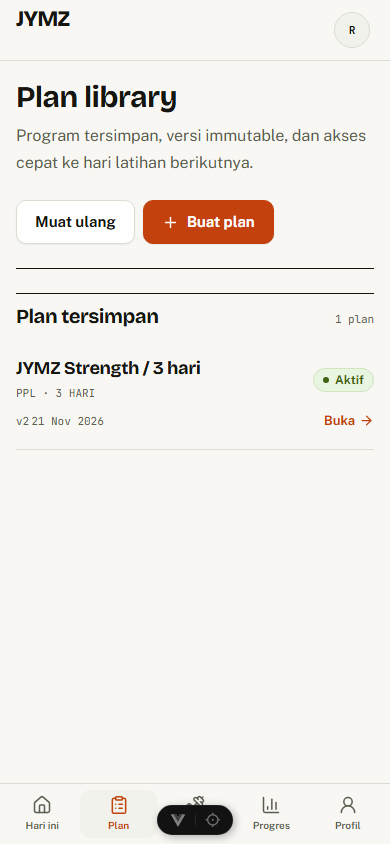 JYMZ
R
Plan library
Program tersimpan, versi immutable, dan akses
cepat ke hari latihan berikutnya.
Muat ulang
+ Buat plan
Plan tersimpan
1 plan
JYMZ Strength / 3 hari
Aktif
PPL · 3 HARI
v2 21 Nov 2026
Buka →
Hari ini
Plan
Progres
Profil